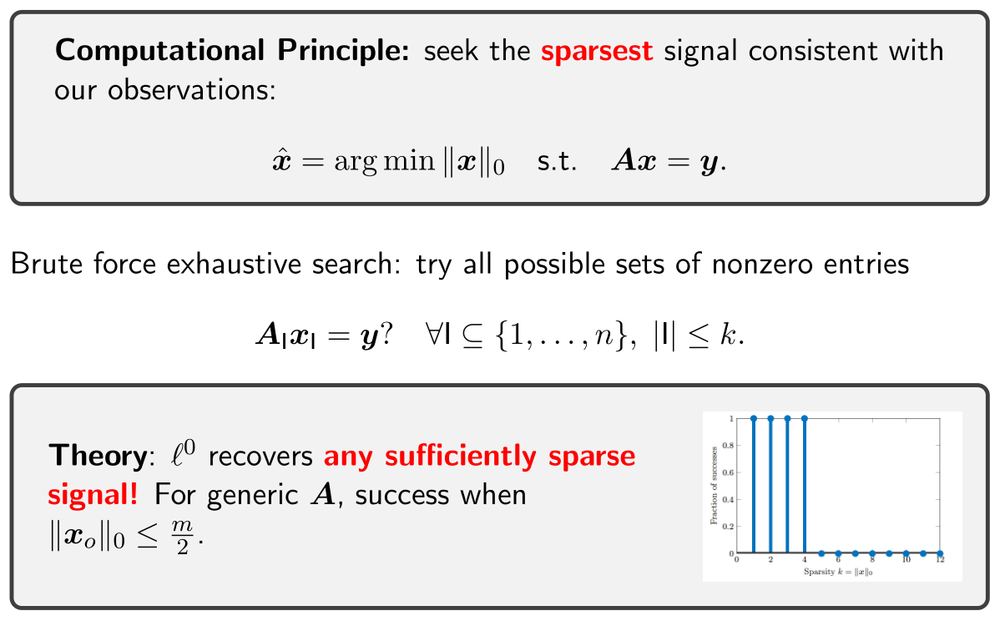 Computational Principle: seek the sparsest signal consistent with
our observations:
$\hat{\boldsymbol{x}} = \arg\min \|\boldsymbol{x}\|_0 \quad \text{s.t.} \quad \boldsymbol{A}\boldsymbol{x} = \boldsymbol{y}.$
Brute force exhaustive search: try all possible sets of nonzero entries
$\boldsymbol{A}_{\mathsf{I}}\boldsymbol{x}_{\mathsf{I}} = \boldsymbol{y}? \quad \forall \mathsf{I} \subseteq \{1, \ldots, n\}, \; |\mathsf{I}| \leq k.$
Theory: $\ell^0$ recovers any sufficiently sparse
signal! For generic $\boldsymbol{A}$, success when
$\|\boldsymbol{x}_o\|_0 \leq \frac{m}{2}.$
Fraction of successes
1
0.8
0.6
0.4
0.2
0
0 2 4 6 8 10 12
Sparsity $k = \|\boldsymbol{x}\|_0$